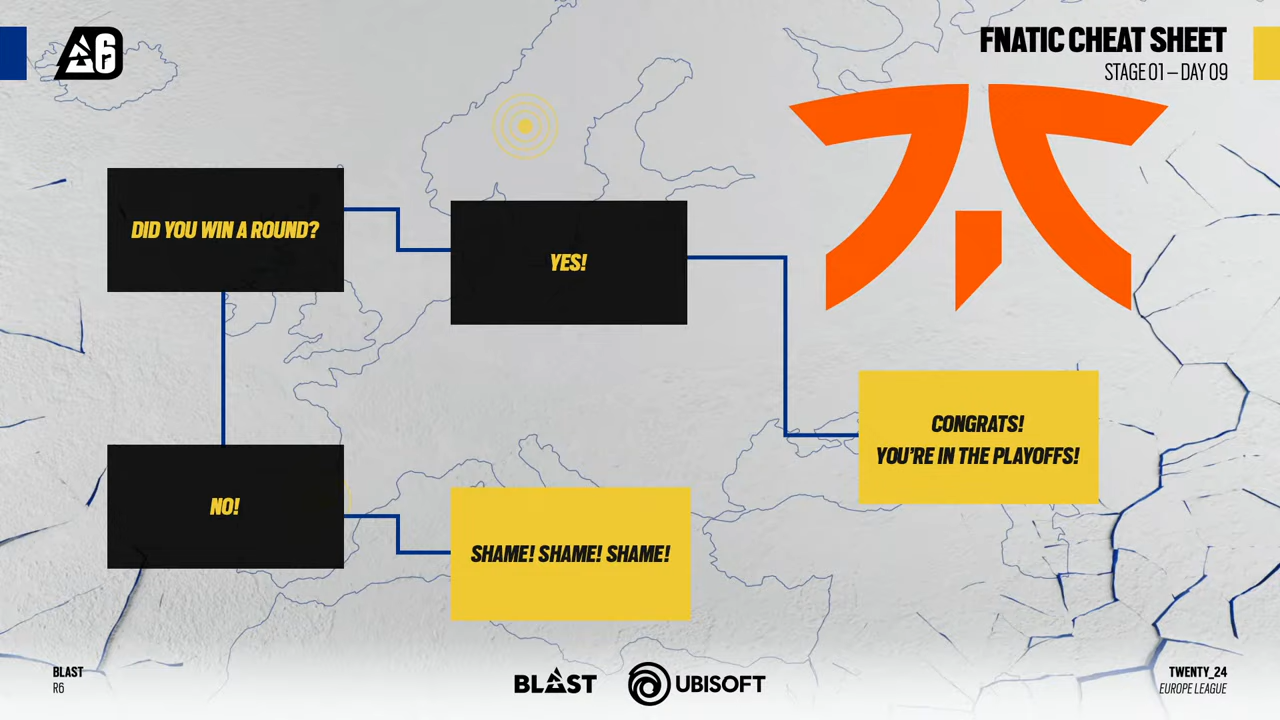 FNATIC CHEAT SHEET
STAGE 01 – DAY 09
DID YOU WIN A ROUND?
YES!
CONGRATS!
YOU'RE IN THE PLAYOFFS!
NO!
SHAME! SHAME! SHAME!
BLAST
R6
BLAST
UBISOFT
TWENTY_24
EUROPE LEAGUE